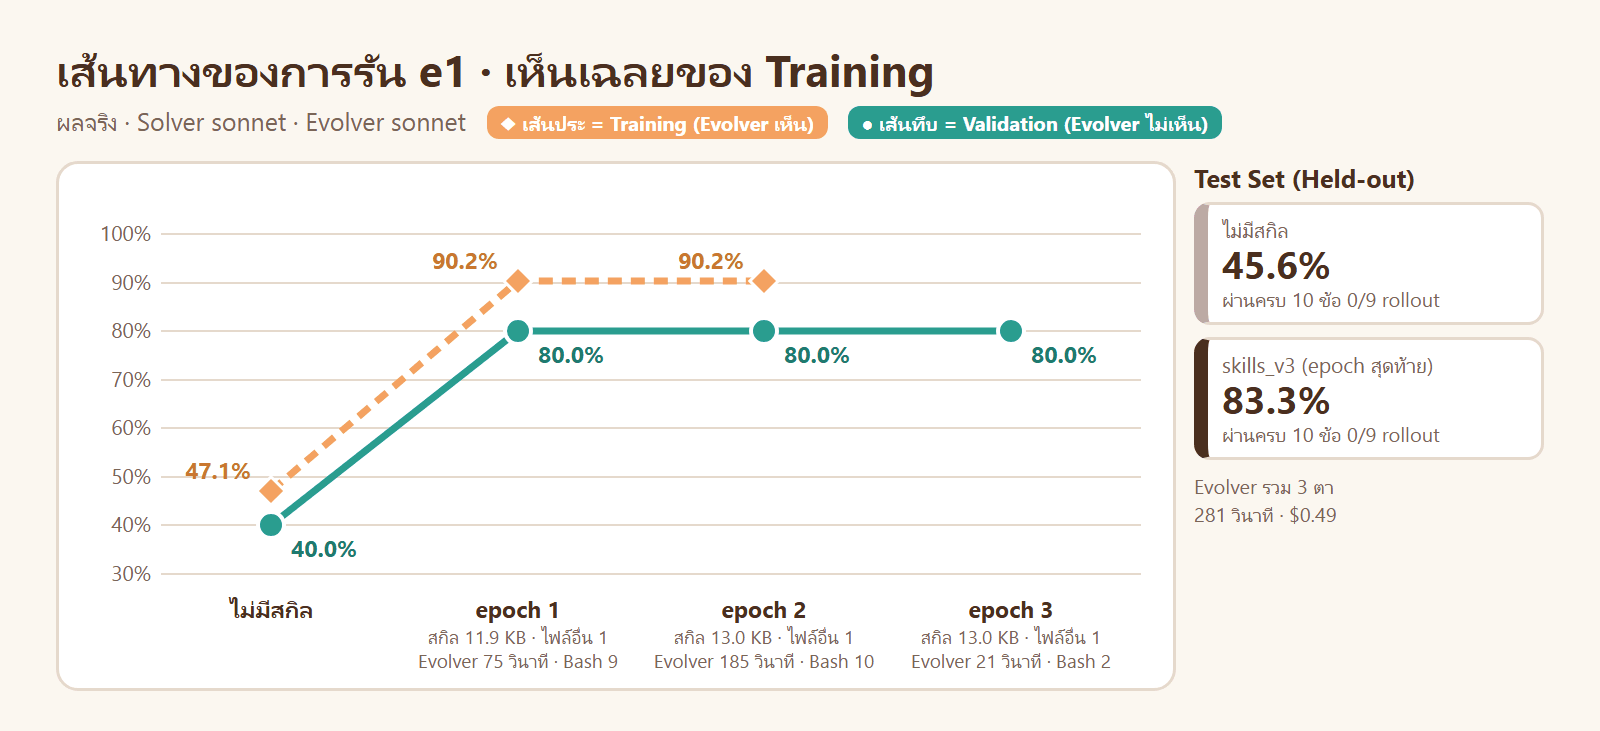 เส้นทางของการรัน e1 · เห็นเฉลยของ Training
ผลจริง · Solver sonnet · Evolver sonnet
◆ เส้นประ = Training (Evolver เห็น)
● เส้นทึบ = Validation (Evolver ไม่เห็น)
100%
90%
80%
70%
60%
50%
40%
30%
47.1%
90.2%
90.2%
40.0%
80.0%
80.0%
80.0%
ไม่มีสกิล
epoch 1
สกิล 11.9 KB · ไฟล์อื่น 1
Evolver 75 วินาที · Bash 9
epoch 2
สกิล 13.0 KB · ไฟล์อื่น 1
Evolver 185 วินาที · Bash 10
epoch 3
สกิล 13.0 KB · ไฟล์อื่น 1
Evolver 21 วินาที · Bash 2
Test Set (Held-out)
ไม่มีสกิล
45.6%
ผ่านครบ 10 ข้อ 0/9 rollout
skills_v3 (epoch สุดท้าย)
83.3%
ผ่านครบ 10 ข้อ 0/9 rollout
Evolver รวม 3 ตา
281 วินาที · $0.49